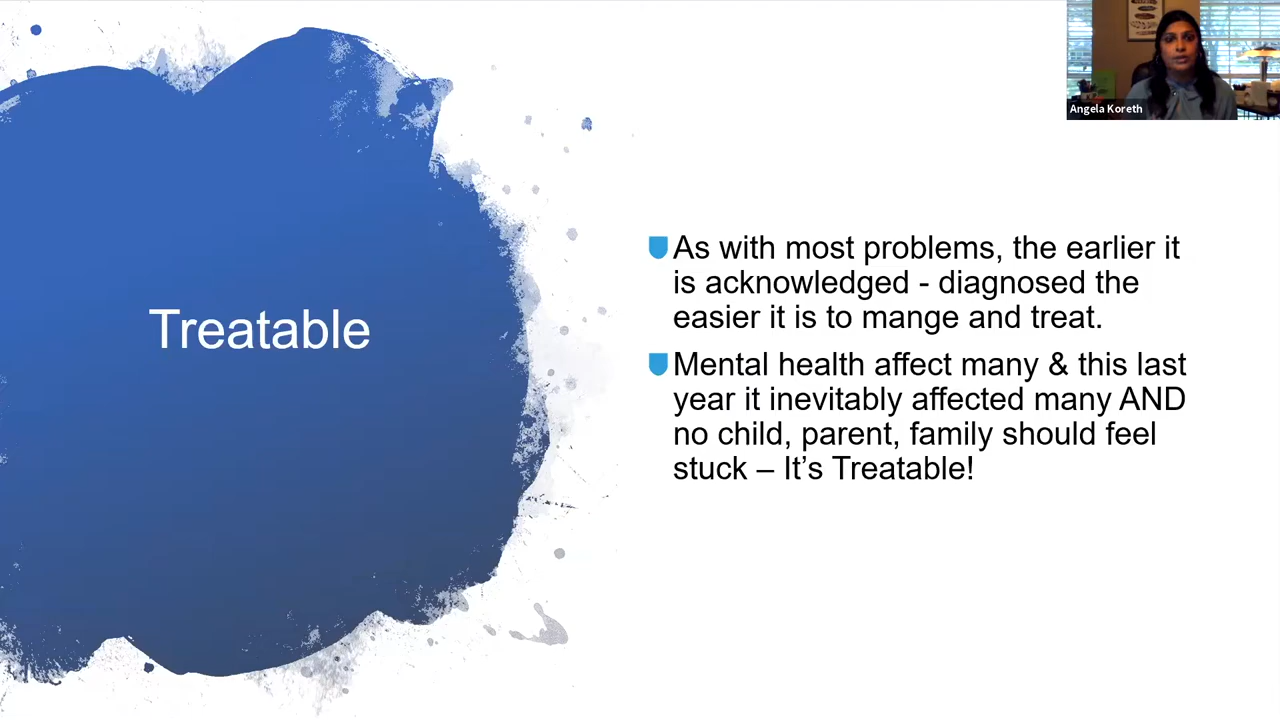 Angela Koreth
Treatable
As with most problems, the earlier it
is acknowledged - diagnosed the
easier it is to mange and treat.
Mental health affect many & this last
year it inevitably affected many AND
no child, parent, family should feel
stuck – It’s Treatable!